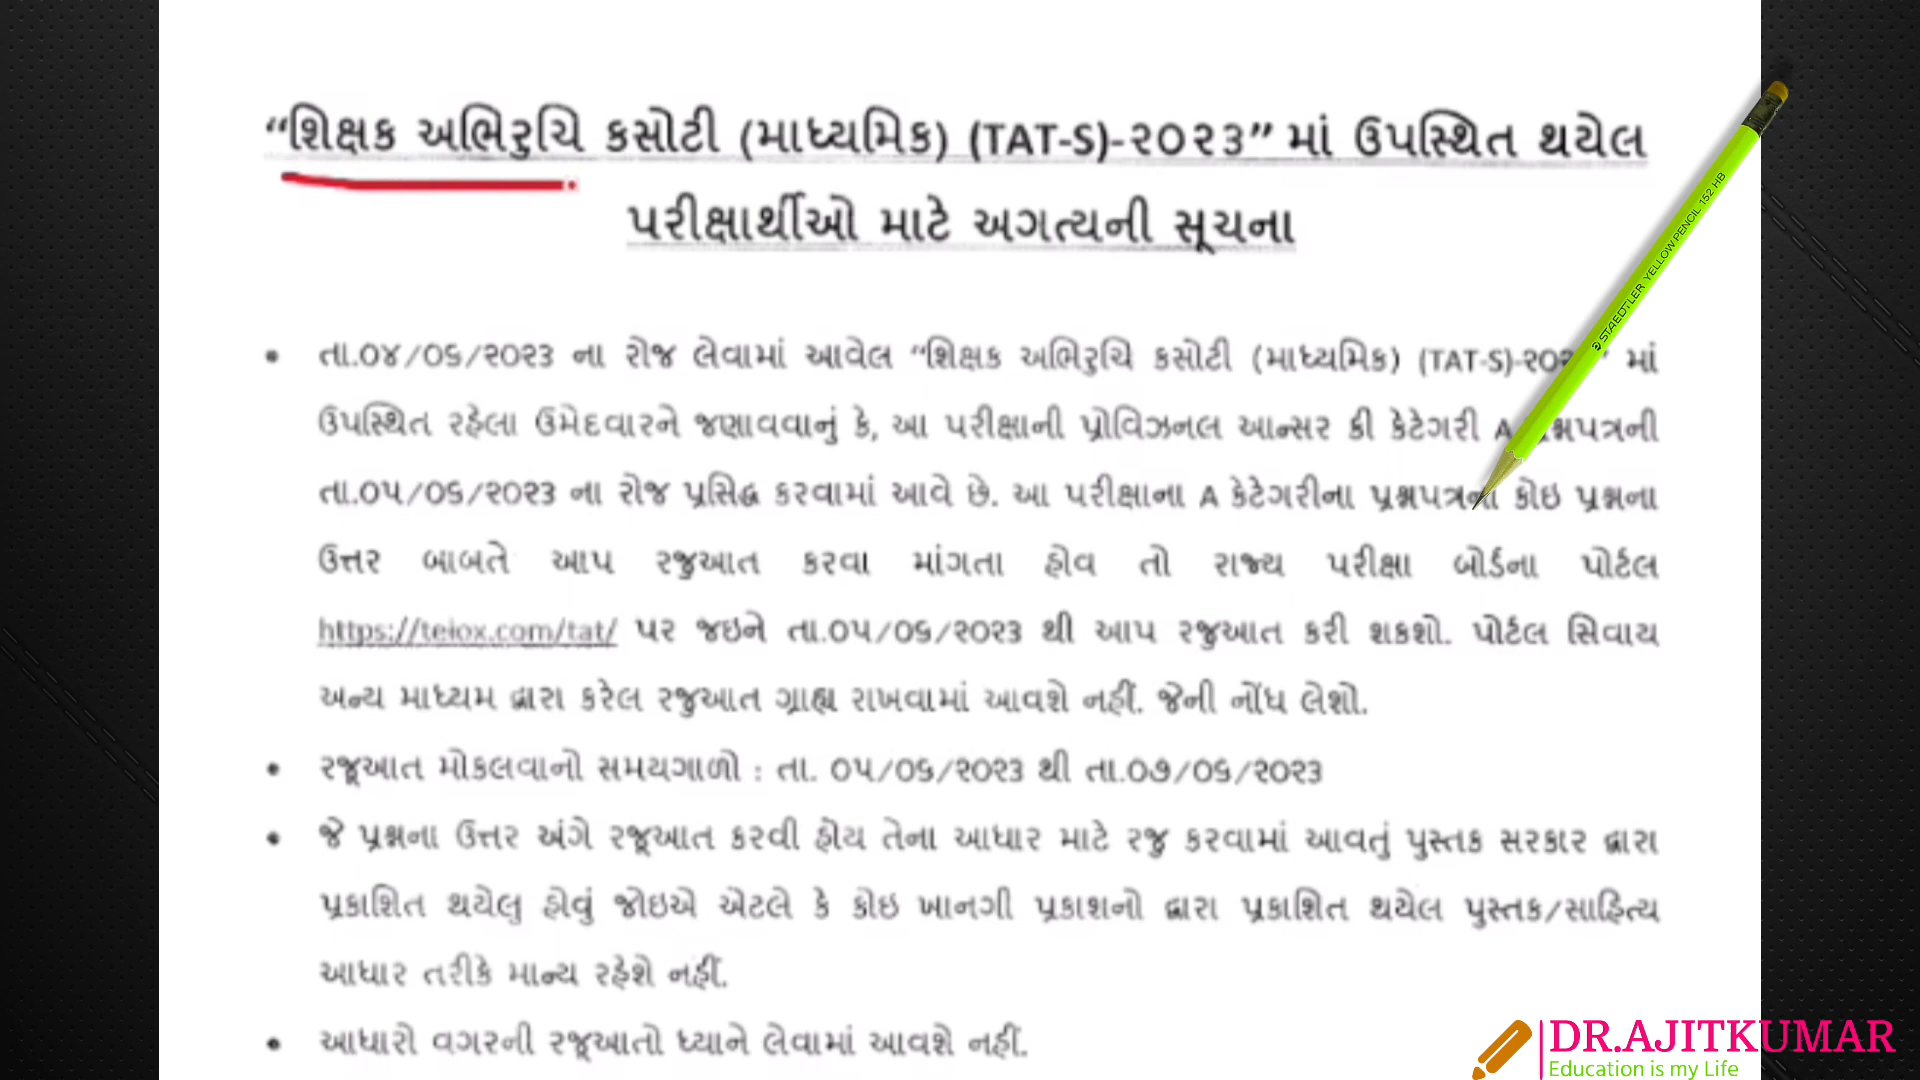 “શિક્ષક અભિરુચિ કસોટી (માધ્યમિક) (TAT-S)-૨૦૨૩” માં ઉપસ્થિત થયેલ
પરીક્ષાર્થીઓ માટે અગત્યની સૂચના
• તા.૦૪/૦૬/૨૦૨૩ ના રોજ લેવામાં આવેલ “શિક્ષક અભિરુચિ કસોટી (માધ્યમિક) (TAT-S)- માં
ઉપસ્થિત રહેલા ઉમેદવારને જણાવવાનું કે, આ પરીક્ષાની પ્રોવિઝનલ આન્સર કી કેટેગરી A
તા.૦૫/૦૬/૨૦૨૩ ના રોજ પ્રસિદ્ધ કરવામાં આવે છે. આ પરીક્ષાના A કેટેગરીના પ્રશ્નપત્રના કોઇ પ્રશ્નના
ઉત્તર બાબતે આપ રજુઆત કરવા માંગતા હોવ તો રાજ્ય પરીક્ષા બોર્ડના પોર્ટલ
https://teiox.com/tat/ પર જઇને તા.૦૫/૦૬/૨૦૨૩ થી આપ રજુઆત કરી શકશો. પોર્ટલ સિવાય
અન્ય માધ્યમ દ્વારા કરેલ રજુઆત ગ્રાહ્ય રાખવામાં આવશે નહીં. જેની નોંધ લેશો.
• રજૂઆત મોકલવાનો સમયગાળો : તા. ૦૫/૦૬/૨૦૨૩ થી તા.૦૭/૦૬/૨૦૨૩
• જે પ્રશ્નના ઉત્તર અંગે રજૂઆત કરવી હોય તેના આધાર માટે રજુ કરવામાં આવતું પુસ્તક સરકાર દ્વારા
પ્રકાશિત થયેલુ હોવું જોઇએ એટલે કે કોઇ ખાનગી પ્રકાશનો દ્વારા પ્રકાશિત થયેલ પુસ્તક/સાહિત્ય
આધાર તરીકે માન્ય રહેશે નહીં.
• આધારો વગરની રજૂઆતો ધ્યાને લેવામાં આવશે નહીં.
STAEDTLER YELLOW PENCIL 152 HB
DR.AJITKUMAR
Education is my Life